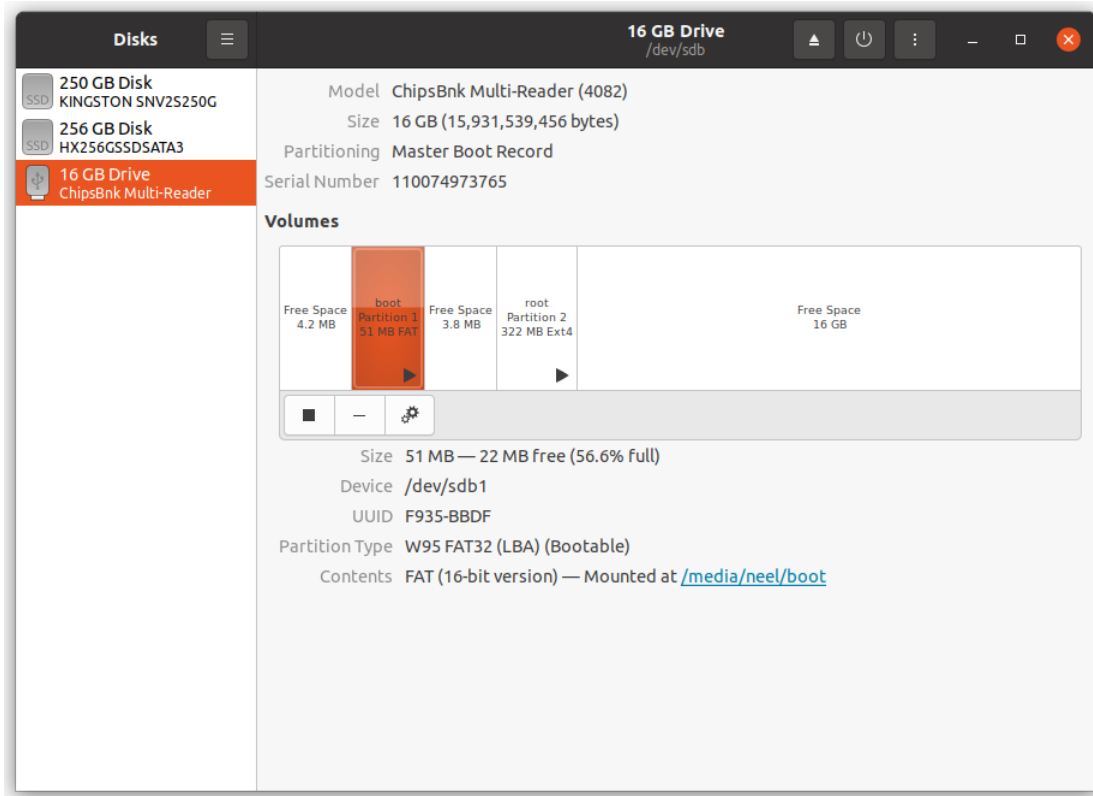 Disks
16 GB Drive
/dev/sdb
SSD
250 GB Disk
KINGSTON SNV2S250G
SSD
256 GB Disk
HX256GSSDSATA3
16 GB Drive
ChipsBnk Multi-Reader
Model ChipsBnk Multi-Reader (4082)
Size 16 GB (15,931,539,456 bytes)
Partitioning Master Boot Record
Serial Number 110074973765
Volumes
Free Space
4.2 MB
boot
Partition 1
51 MB FAT
Free Space
3.8 MB
root
Partition 2
322 MB Ext4
Free Space
16 GB
Size 51 MB — 22 MB free (56.6% full)
Device /dev/sdb1
UUID F935-BBDF
Partition Type W95 FAT32 (LBA) (Bootable)
Contents FAT (16-bit version) — Mounted at /media/neel/boot